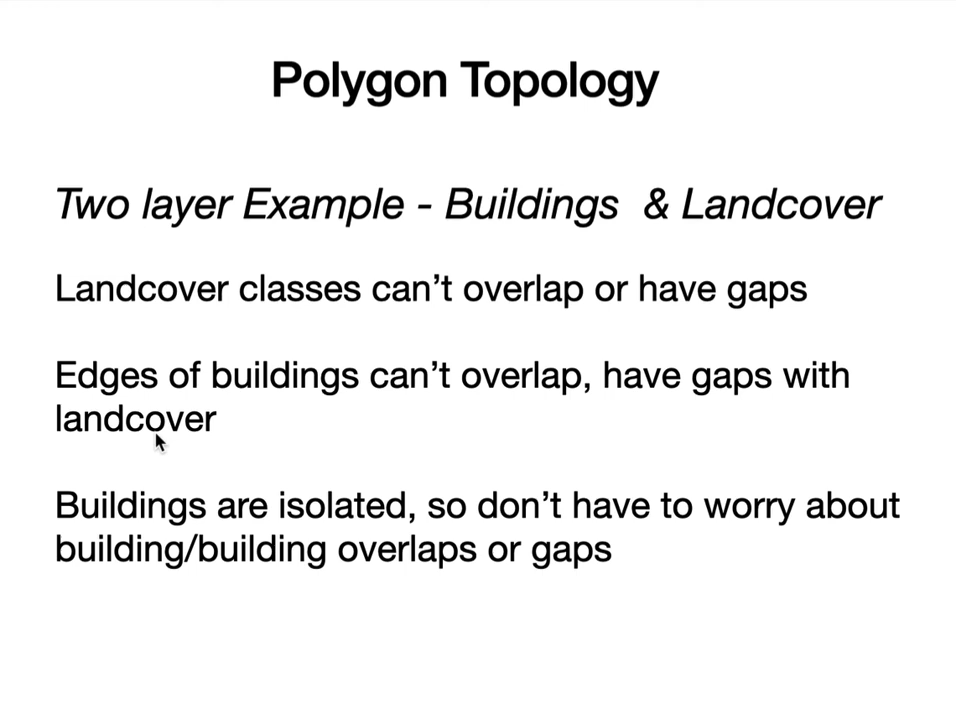 Polygon Topology
Two layer Example - Buildings  & Landcover
Landcover classes can’t overlap or have gaps
Edges of buildings can’t overlap, have gaps with
landcover
Buildings are isolated, so don’t have to worry about
building/building overlaps or gaps